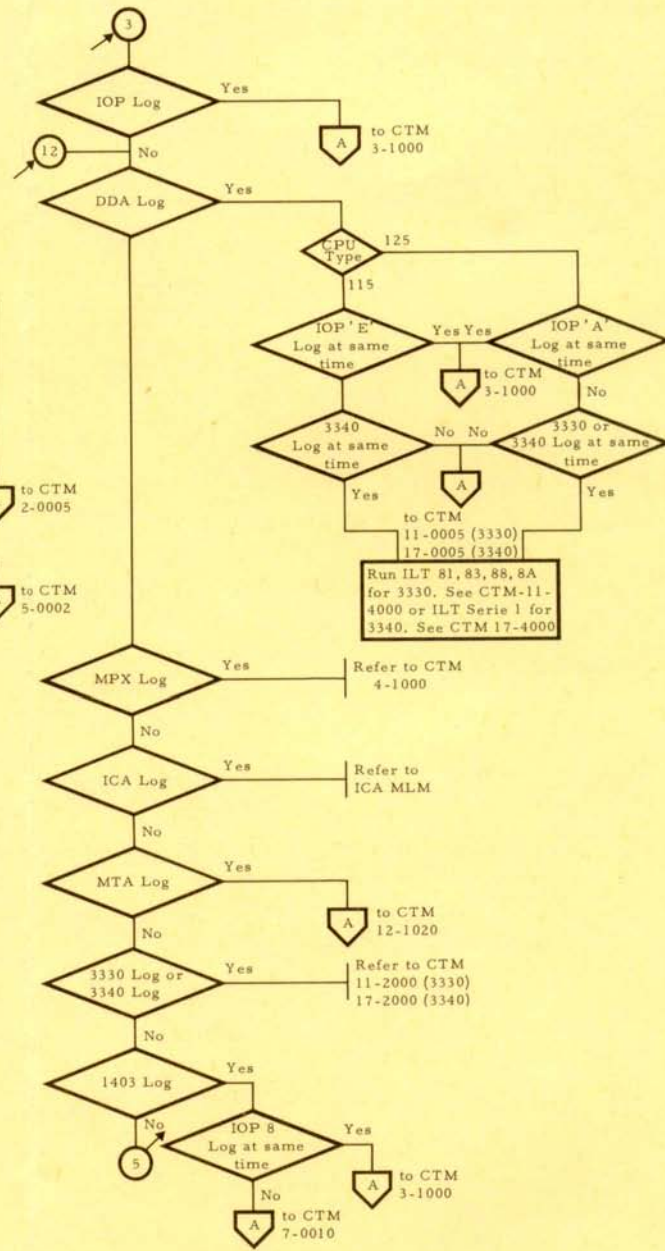 3
IOP Log
Yes
A
to CTM
3-1000
12
No
DDA Log
Yes
CPU
Type
125
115
IOP 'E'
Log at same
time
Yes Yes
IOP 'A'
Log at same
time
A
to CTM
3-1000
No
3340
Log at same
time
No No
3330 or
3340 Log at same
time
A
Yes
Yes
to CTM
11-0005 (3330)
17-0005 (3340)
Run ILT 81, 83, 88, 8A
for 3330. See CTM-11-
4000 or ILT Serie 1 for
3340. See CTM 17-4000
to CTM
2-0005
to CTM
5-0002
MPX Log
Yes
Refer to CTM
4-1000
No
ICA Log
Yes
Refer to
ICA MLM
No
MTA Log
Yes
A
to CTM
12-1020
No
3330 Log or
3340 Log
Yes
Refer to CTM
11-2000 (3330)
17-2000 (3340)
No
1403 Log
Yes
No
5
IOP 8
Log at same
time
Yes
A
to CTM
3-1000
No
A
to CTM
7-0010